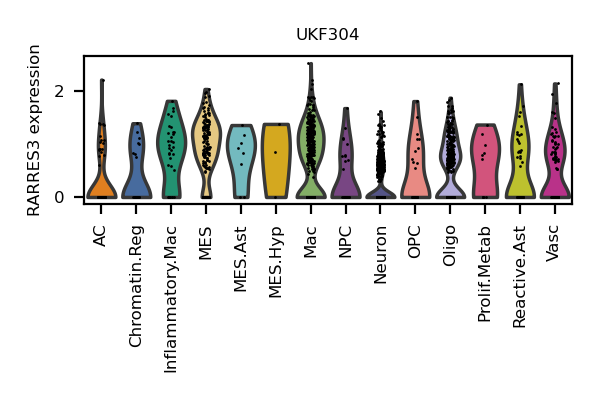 UKF304
RARRES3 expression
2
0
AC
Chromatin.Reg
Inflammatory.Mac
MES
MES.Ast
MES.Hyp
Mac
NPC
Neuron
OPC
Oligo
Prolif.Metab
Reactive.Ast
Vasc